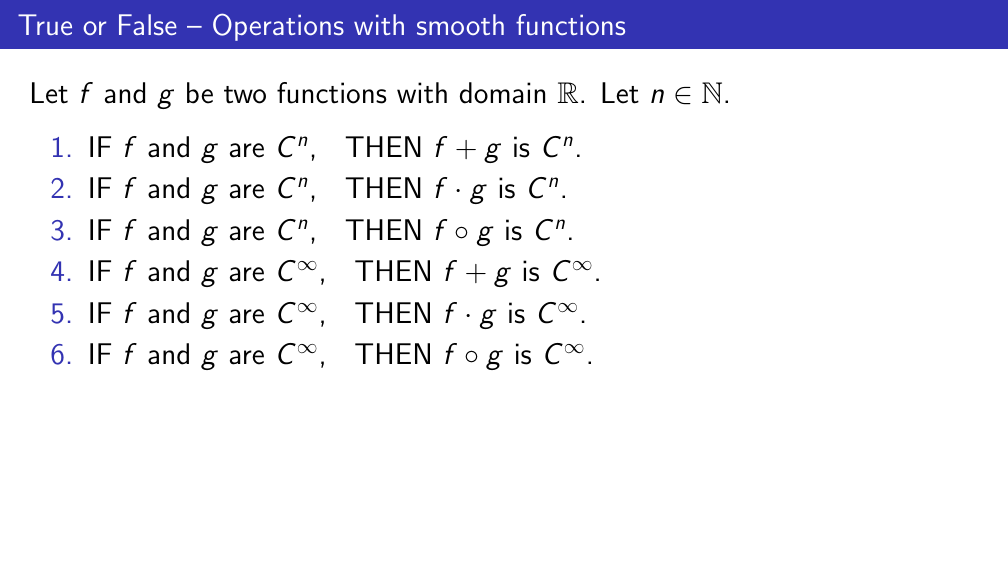 True or False – Operations with smooth functions
Let f and g be two functions with domain ℝ. Let n ∈ ℕ.
1. IF f and g are Cⁿ, THEN f + g is Cⁿ.
2. IF f and g are Cⁿ, THEN f · g is Cⁿ.
3. IF f and g are Cⁿ, THEN f ∘ g is Cⁿ.
4. IF f and g are C^∞, THEN f + g is C^∞.
5. IF f and g are C^∞, THEN f · g is C^∞.
6. IF f and g are C^∞, THEN f ∘ g is C^∞.